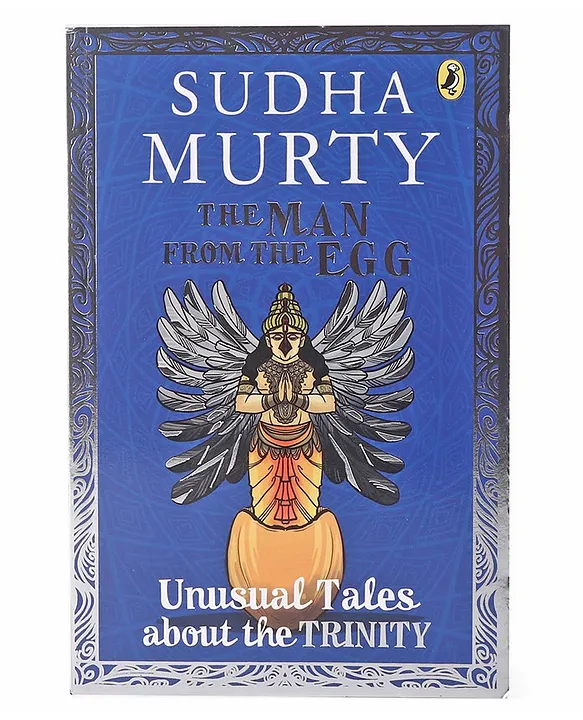 SUDHA
MURTY
THE MAN
FROM THE EGG
Unusual Tales
about the TRINITY